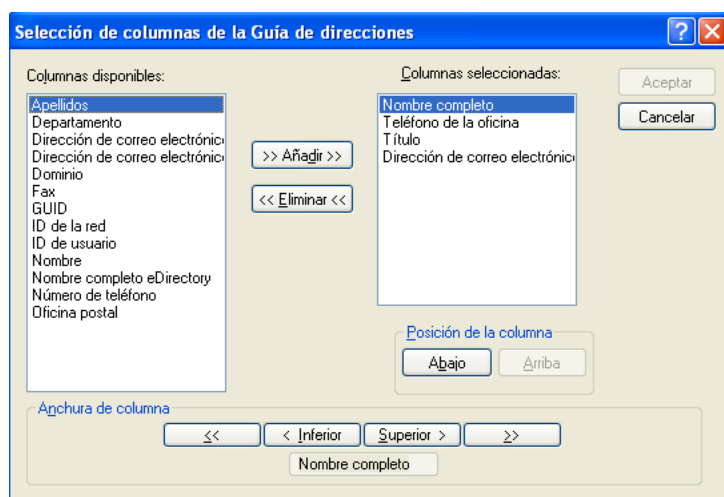 Selección de columnas de la Guía de direcciones
Columnas disponibles:
Apellidos
Departamento
Dirección de correo electrónic
Dirección de correo electrónic
Dominio
Fax
GUID
ID de la red
ID de usuario
Nombre
Nombre completo eDirectory
Número de teléfono
Oficina postal
>> Añadir >>
<< Eliminar <<
Columnas seleccionadas:
Nombre completo
Teléfono de la oficina
Título
Dirección de correo electrónic
Aceptar
Cancelar
Posición de la columna
Abajo
Arriba
Anchura de columna
<<
< Inferior
Superior >
>>
Nombre completo